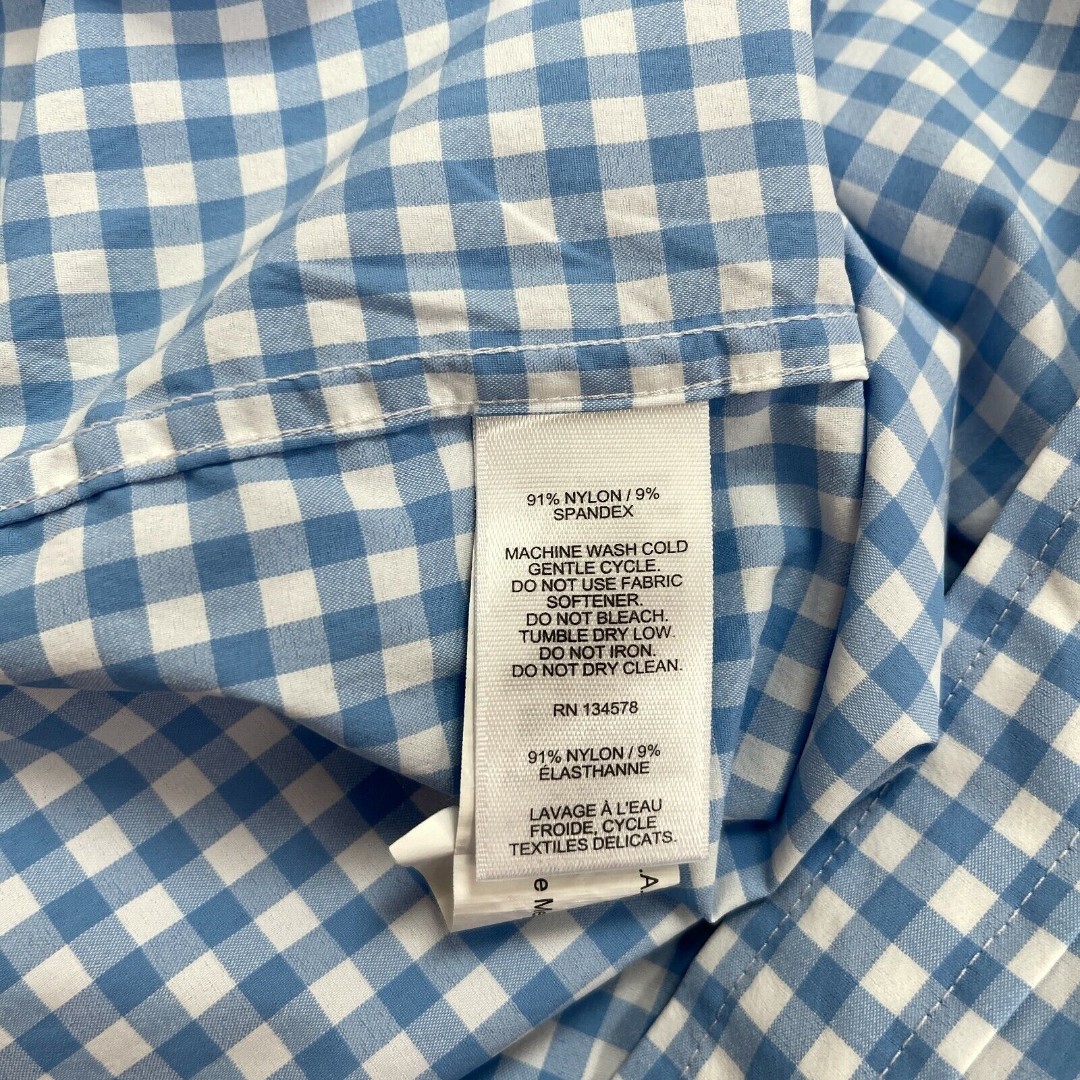 91% NYLON / 9%
SPANDEX
MACHINE WASH COLD
GENTLE CYCLE.
DO NOT USE FABRIC
SOFTENER.
DO NOT BLEACH.
TUMBLE DRY LOW.
DO NOT IRON.
DO NOT DRY CLEAN.
RN 134578
91% NYLON / 9%
ÉLASTHANNE
LAVAGE À L'EAU
FROIDE, CYCLE
TEXTILES DELICATS.